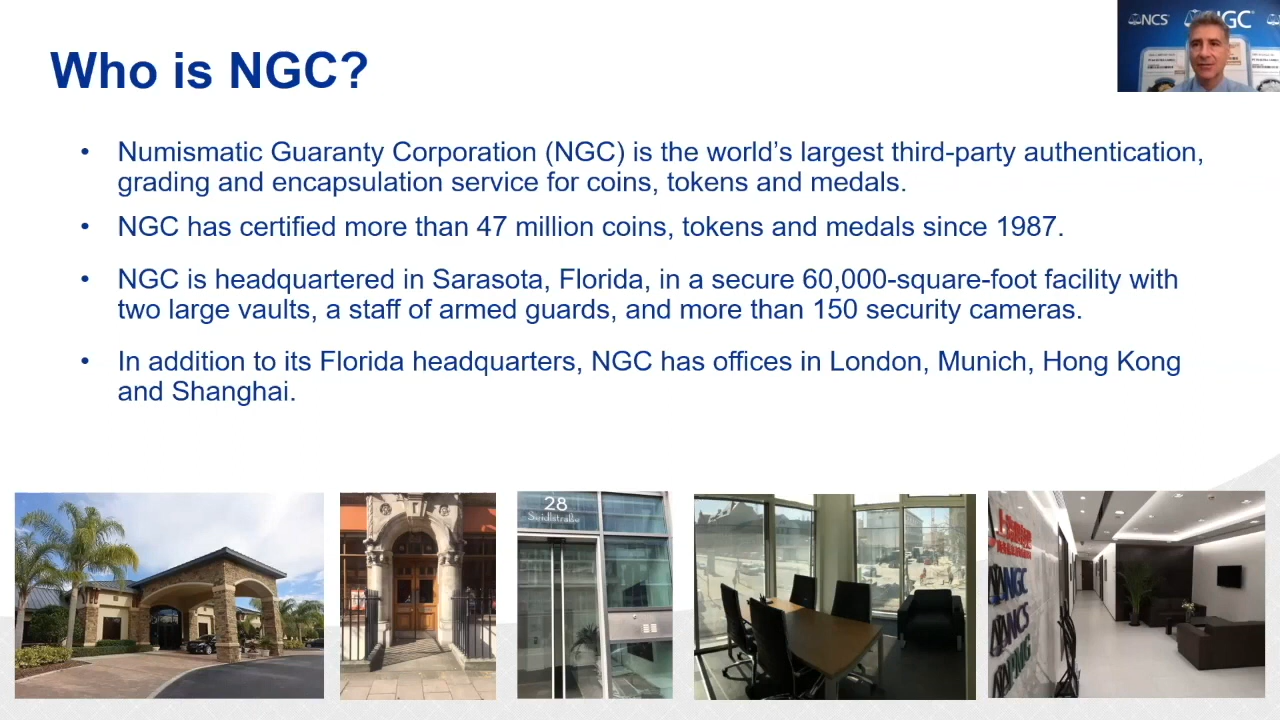 Who is NGC?
NCS
NGC
• Numismatic Guaranty Corporation (NGC) is the world’s largest third-party authentication,
grading and encapsulation service for coins, tokens and medals.
• NGC has certified more than 47 million coins, tokens and medals since 1987.
• NGC is headquartered in Sarasota, Florida, in a secure 60,000-square-foot facility with
two large vaults, a staff of armed guards, and more than 150 security cameras.
• In addition to its Florida headquarters, NGC has offices in London, Munich, Hong Kong
and Shanghai.
28
Seidlstraße
NGC
NCS
PMG